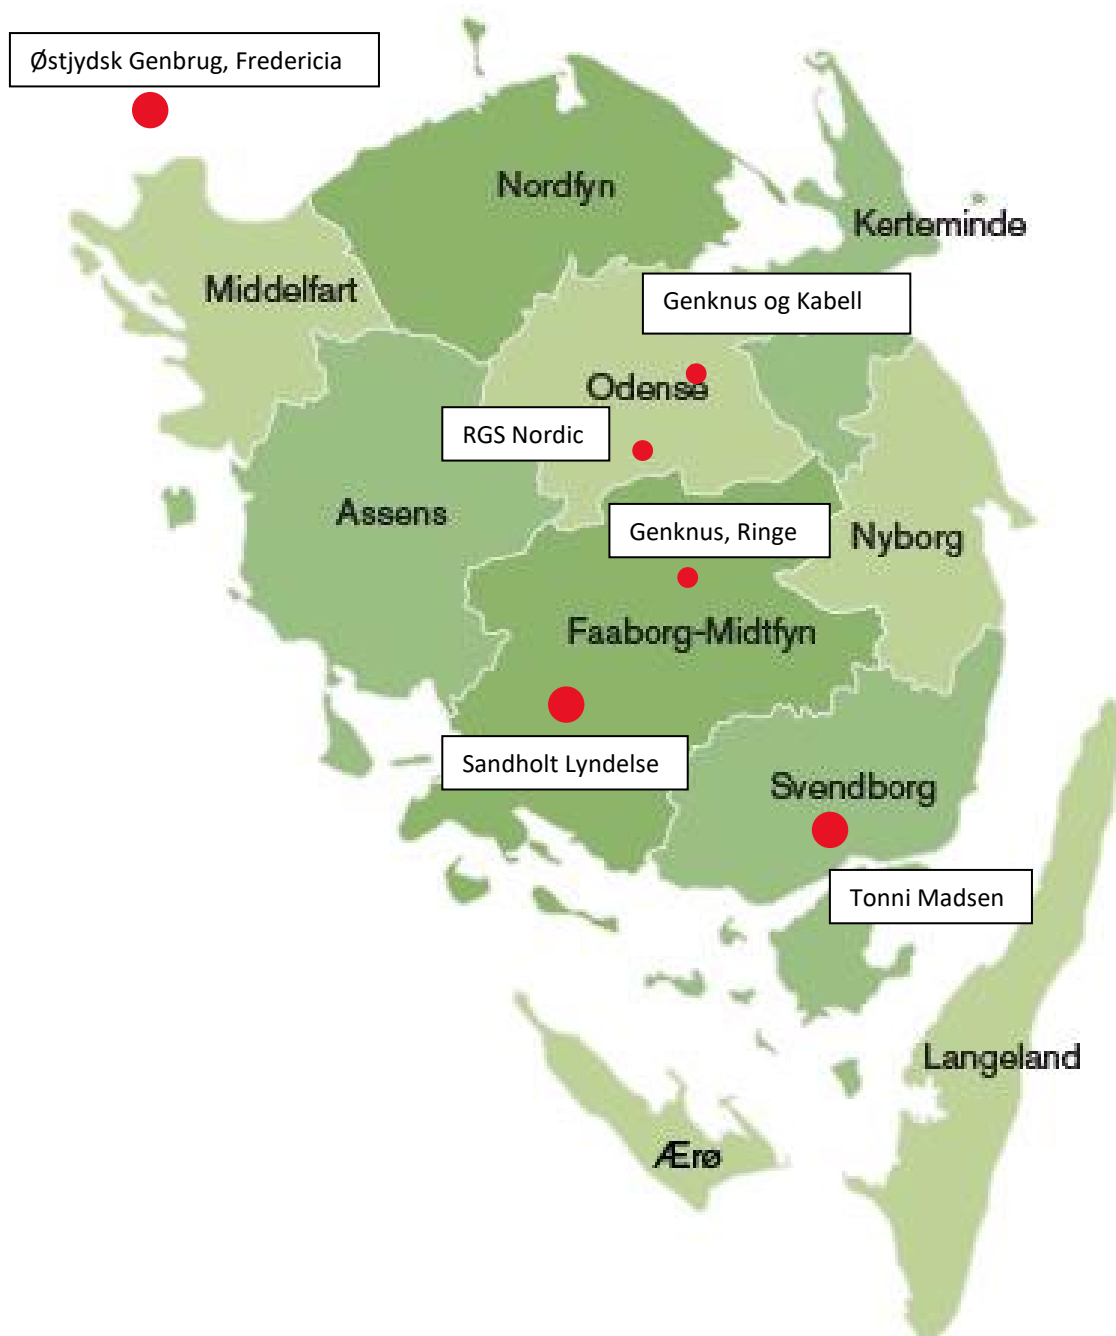 Østjydsk Genbrug, Fredericia
Nordfyn
Kerteminde
Middelfart
Genknus og Kabell
Odense
RGS Nordic
Assens
Genknus, Ringe
Nyborg
Faaborg-Midtfyn
Sandholt Lyndelse
Svendborg
Tonni Madsen
Langeland
Ærø